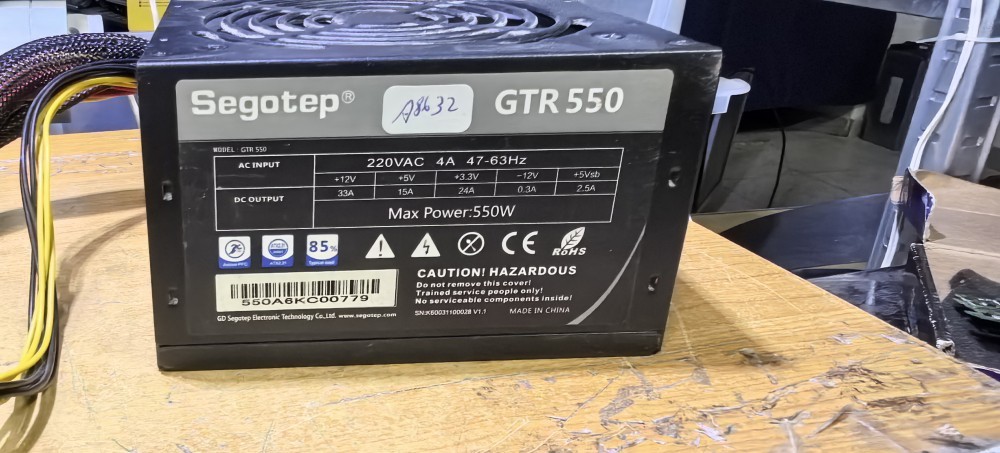 Segotep®
A8632
GTR 550
MODEL: GTR 550
AC INPUT 220VAC 4A 47-63Hz
DC OUTPUT +12V +5V +3.3V −12V +5Vsb
33A 15A 24A 0.3A 2.5A
Max Power:550W
85%
CE
RoHS
550A6KC00779
GD Segotep Electronic Technology Co.,Ltd. www.segotep.com
CAUTION! HAZARDOUS
Do not remove this cover!
Trained service people only!
No serviceable components inside!
SN:K60031100028 V1.1 MADE IN CHINA